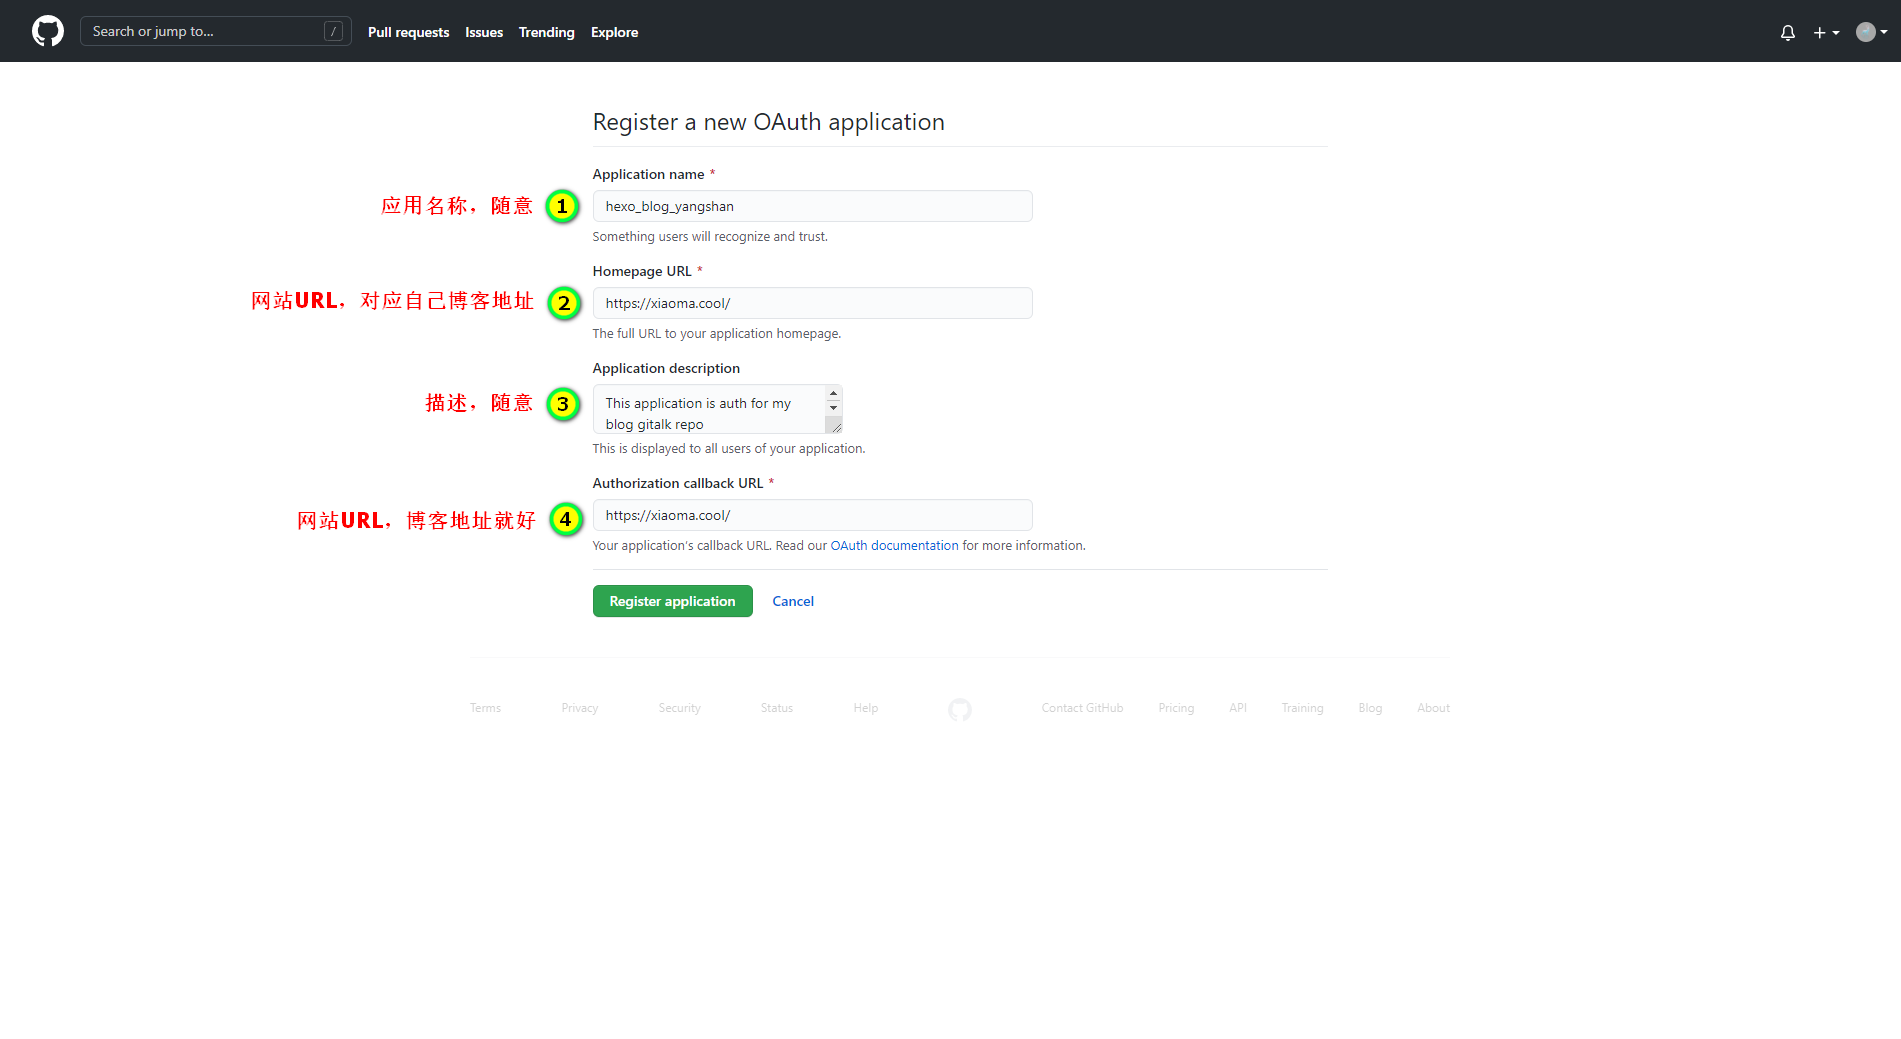 Search or jump to...
/
Pull requests
Issues
Trending
Explore
Register a new OAuth application
Application name *
应用名称，随意
1
hexo_blog_yangshan
Something users will recognize and trust.
Homepage URL *
网站URL，对应自己博客地址
2
https://xiaoma.cool/
The full URL to your application homepage.
Application description
描述，随意
3
This application is auth for my
blog gitalk repo
This is displayed to all users of your application.
Authorization callback URL *
网站URL，博客地址就好
4
https://xiaoma.cool/
Your application's callback URL. Read our OAuth documentation for more information.
Register application
Cancel
Terms
Privacy
Security
Status
Help
Contact GitHub
Pricing
API
Training
Blog
About